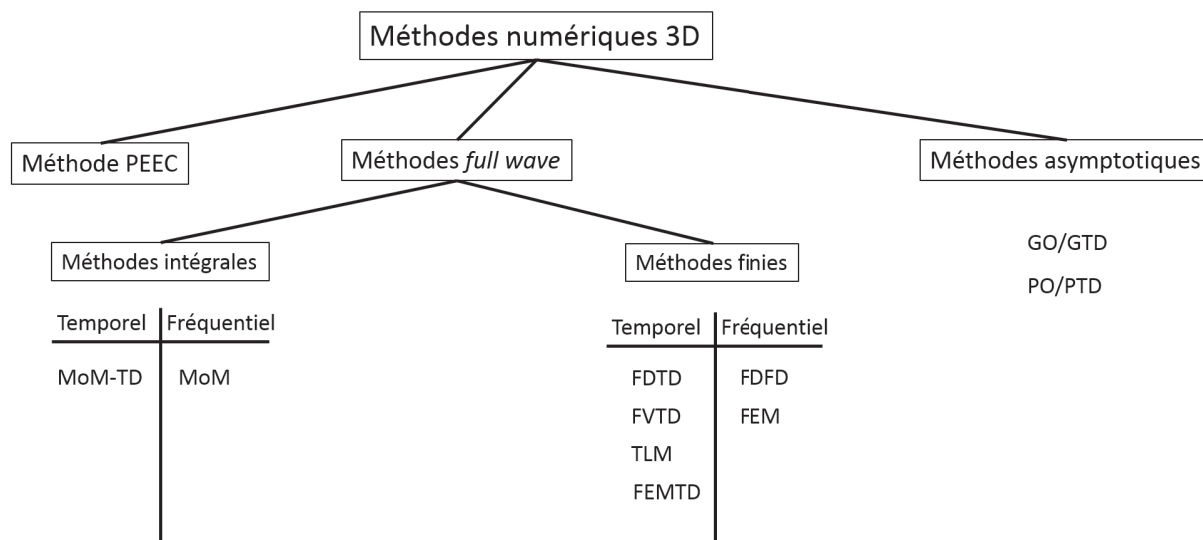 Méthodes numériques 3D
Méthode PEEC
Méthodes full wave
Méthodes asymptotiques
Méthodes intégrales
Méthodes finies
GO/GTD
PO/PTD
Temporel
Fréquentiel
MoM-TD
MoM
Temporel
Fréquentiel
FDTD
FDFD
FVTD
FEM
TLM
FEMTD